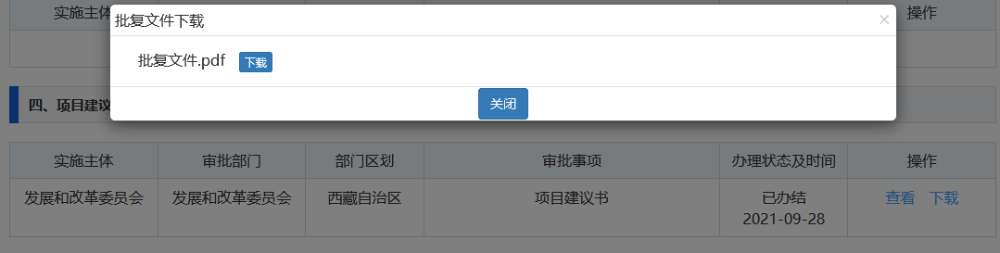 实施主体 操作
批复文件下载 ×
批复文件.pdf 下载
关闭
四、项目建议
实施主体 审批部门 部门区划 审批事项 办理状态及时间 操作
发展和改革委员会 发展和改革委员会 西藏自治区 项目建议书 已办结 查看 下载
2021-09-28